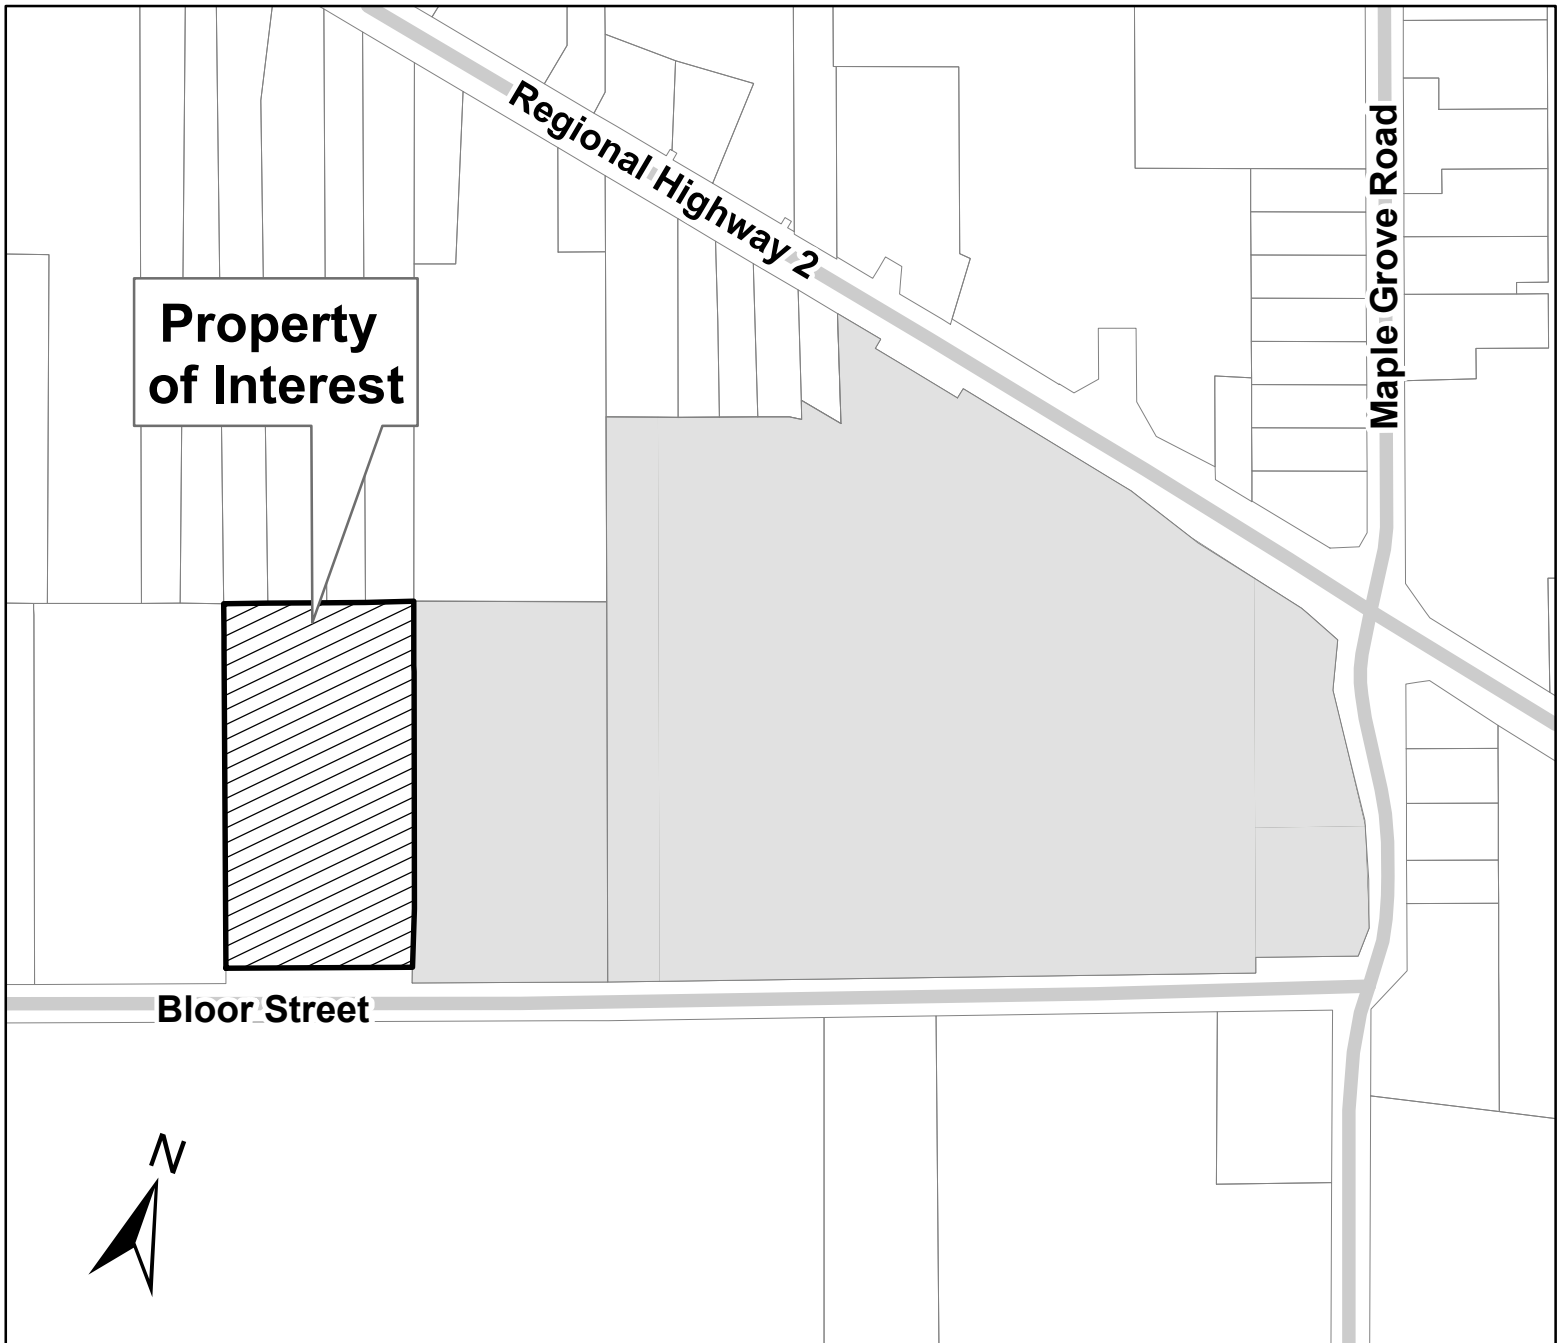 Regional Highway 2
Maple Grove Road
Property
of Interest
Bloor Street
N